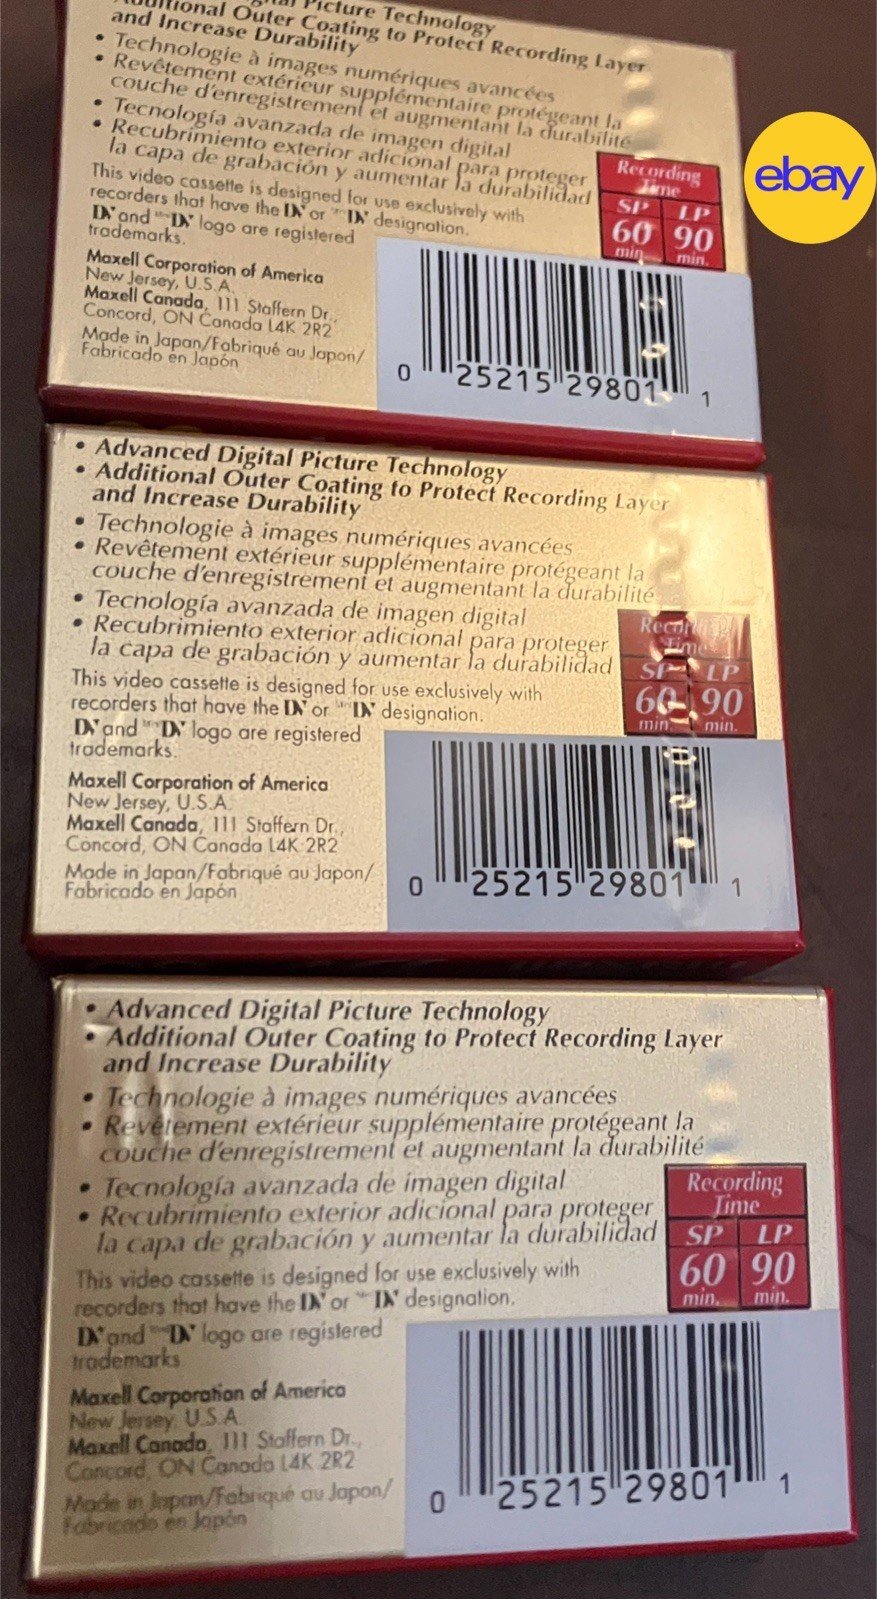 Picture Technology
Additional Outer Coating to Protect Recording Layer
and Increase Durability
• Technologie à images numériques avancées
• Revêtement extérieur supplémentaire protégeant la
couche d'enregistrement et augmentant la durabilité
• Tecnología avanzada de imagen digital
• Recubrimiento exterior adicional para proteger
la capa de grabación y aumentar la durabilidad
This video cassette is designed for use exclusively with
recorders that have the DV or Mini DV designation.
DV and Mini DV logo are registered
trademarks.
Maxell Corporation of America
New Jersey, U.S.A.
Maxell Canada, 111 Staffern Dr.,
Concord, ON Canada L4K 2R2
Made in Japan/Fabriqué au Japon/
Fabricado en Japón
Recording
Time
SP LP
60 90
min. min.
0 25215 29801 1
ebay
• Advanced Digital Picture Technology
• Additional Outer Coating to Protect Recording Layer
and Increase Durability
• Technologie à images numériques avancées
• Revêtement extérieur supplémentaire protégeant la
couche d'enregistrement et augmentant la durabilité
• Tecnología avanzada de imagen digital
• Recubrimiento exterior adicional para proteger
la capa de grabación y aumentar la durabilidad
This video cassette is designed for use exclusively with
recorders that have the DV or Mini DV designation.
DV and Mini DV logo are registered
trademarks.
Maxell Corporation of America
New Jersey, U.S.A.
Maxell Canada, 111 Staffern Dr.,
Concord, ON Canada L4K 2R2
Made in Japan/Fabriqué au Japon/
Fabricado en Japón
Recording
Time
SP LP
60 90
min. min.
0 25215 29801 1
• Advanced Digital Picture Technology
• Additional Outer Coating to Protect Recording Layer
and Increase Durability
• Technologie à images numériques avancées
• Revêtement extérieur supplémentaire protégeant la
couche d'enregistrement et augmentant la durabilité
• Tecnología avanzada de imagen digital
• Recubrimiento exterior adicional para proteger
la capa de grabación y aumentar la durabilidad
This video cassette is designed for use exclusively with
recorders that have the DV or Mini DV designation.
DV and Mini DV logo are registered
trademarks.
Maxell Corporation of America
New Jersey, U.S.A.
Maxell Canada, 111 Staffern Dr.,
Concord, ON Canada L4K 2R2
Made in Japan/Fabriqué au Japon/
Fabricado en Japón
Recording
Time
SP LP
60 90
min. min.
0 25215 29801 1